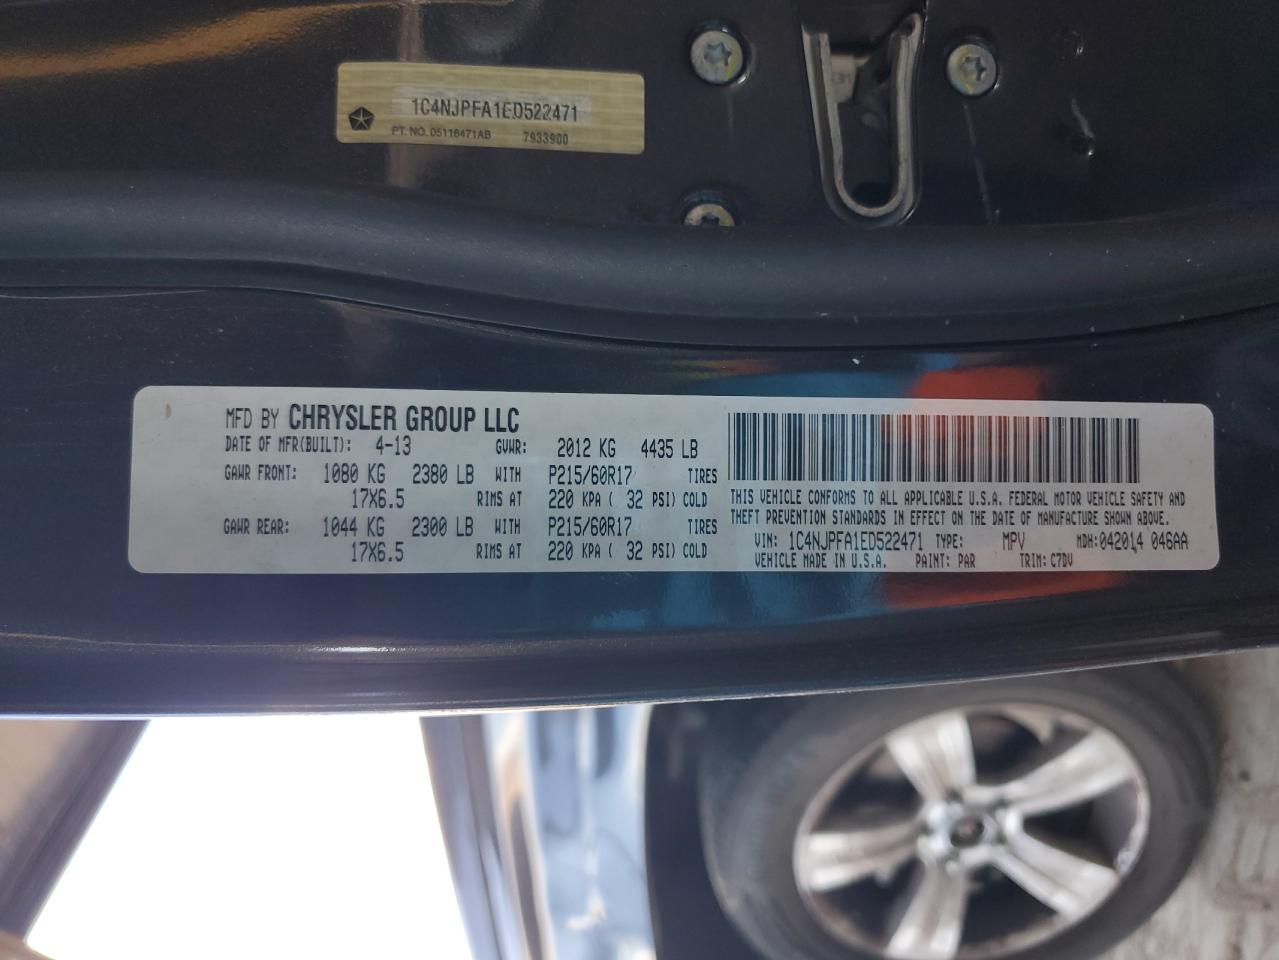 1C4NJPFA1ED522471
PT. NO. 05116471AB 7933900
MFD BY CHRYSLER GROUP LLC
DATE OF MFR(BUILT): 4-13 GVWR: 2012 KG 4435 LB
GAWR FRONT: 1080 KG 2380 LB WITH P215/60R17 TIRES
17X6.5 RIMS AT 220 KPA ( 32 PSI) COLD
GAWR REAR: 1044 KG 2300 LB WITH P215/60R17 TIRES
17X6.5 RIMS AT 220 KPA ( 32 PSI) COLD
THIS VEHICLE CONFORMS TO ALL APPLICABLE U.S.A. FEDERAL MOTOR VEHICLE SAFETY AND
THEFT PREVENTION STANDARDS IN EFFECT ON THE DATE OF MANUFACTURE SHOWN ABOVE.
VIN: 1C4NJPFA1ED522471 TYPE: MPV MDH:042014 046AA
VEHICLE MADE IN U.S.A. PAINT: PAR TRIM: C7DV